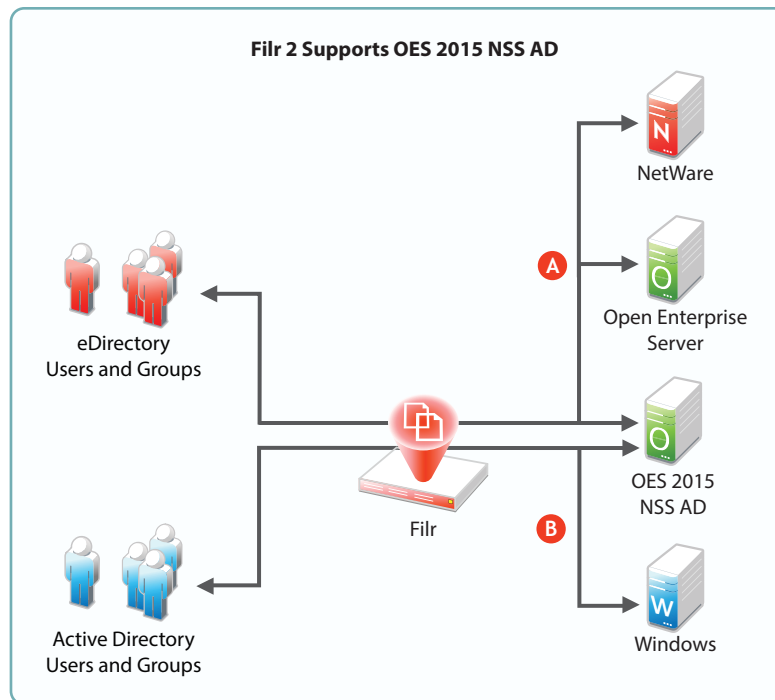 Filr 2 Supports OES 2015 NSS AD
N
NetWare
A
O
Open Enterprise
Server
eDirectory
Users and Groups
O
OES 2015
NSS AD
Filr
B
W
Windows
Active Directory
Users and Groups